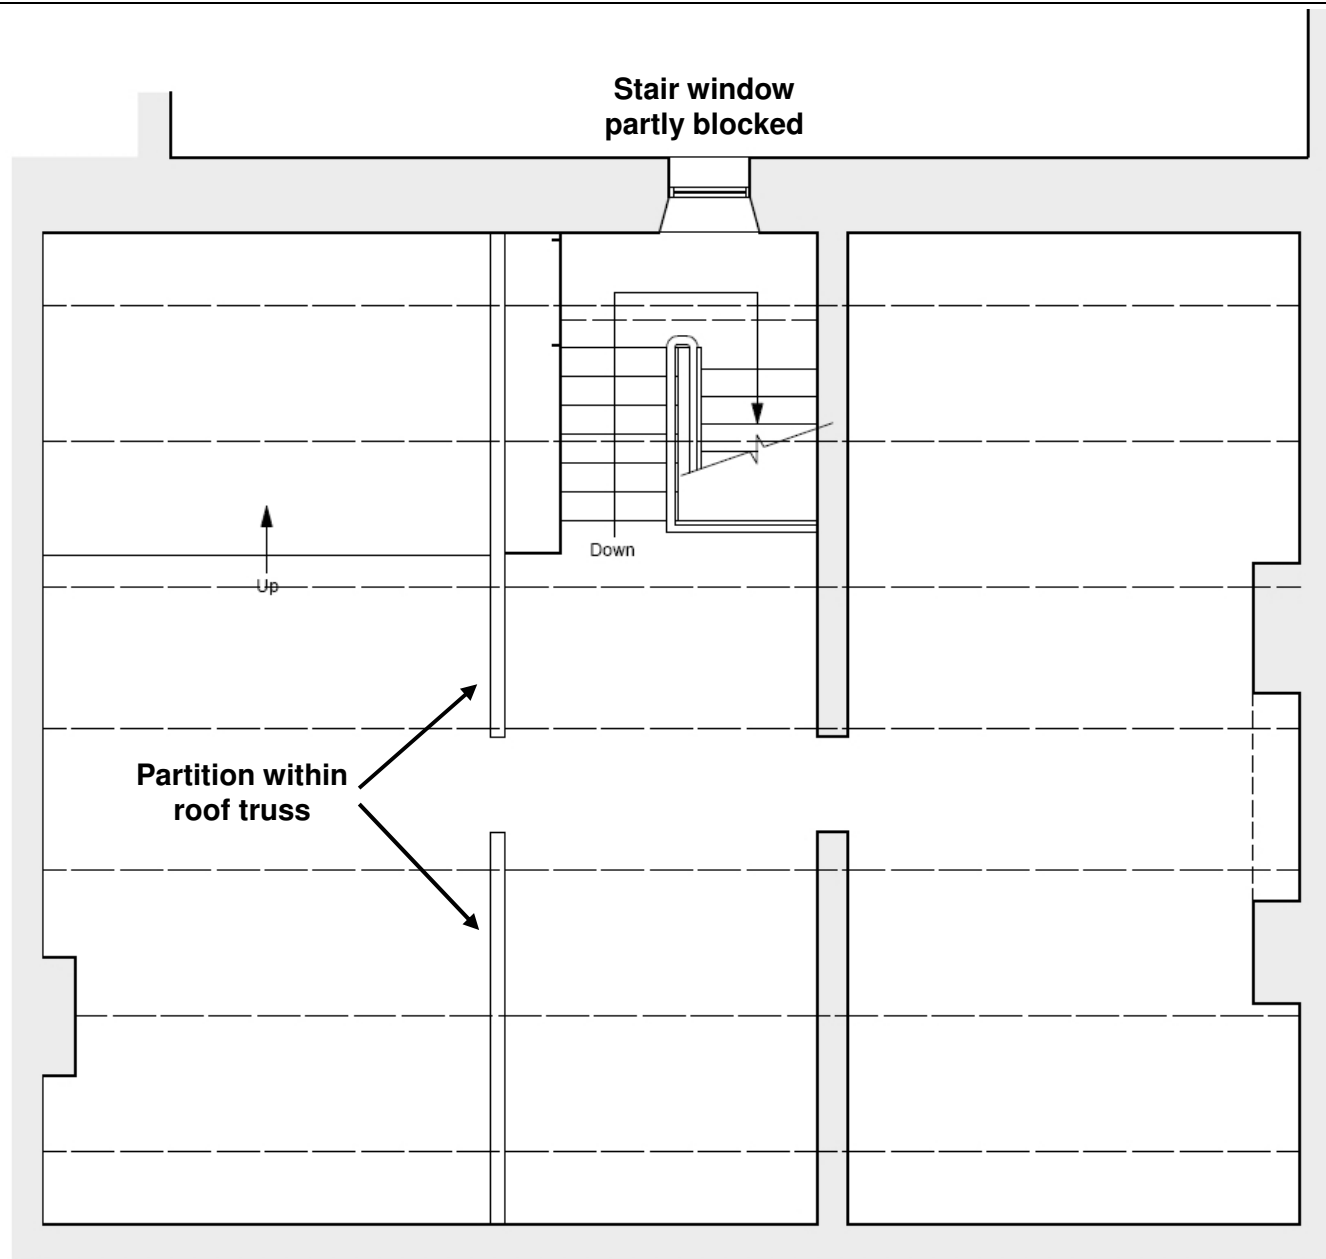 Stair window
partly blocked
Down
Up
Partition within
roof truss